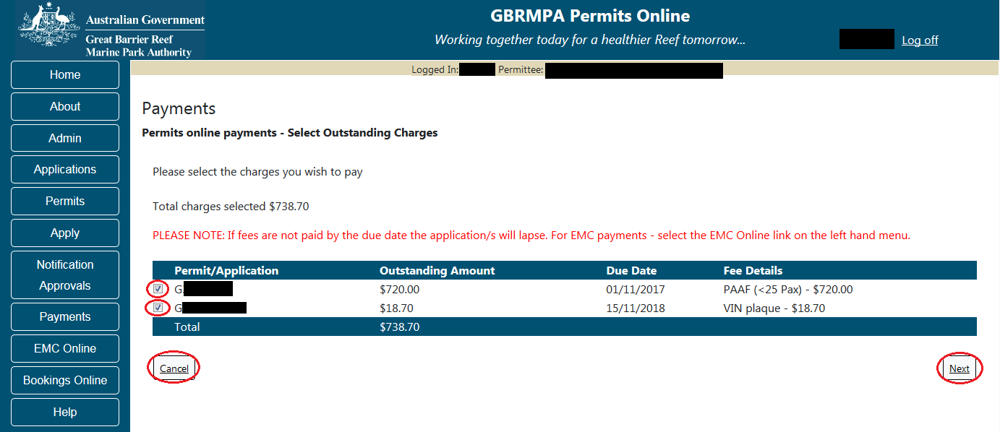 Australian Government
Great Barrier Reef
Marine Park Authority
GBRMPA Permits Online
Working together today for a healthier Reef tomorrow...
Log off
Home
About
Admin
Applications
Permits
Apply
Notification
Approvals
Payments
EMC Online
Bookings Online
Help
Logged In: Permittee:
Payments
Permits online payments - Select Outstanding Charges
Please select the charges you wish to pay
Total charges selected $738.70
PLEASE NOTE: If fees are not paid by the due date the application/s will lapse. For EMC payments - select the EMC Online link on the left hand menu.
Permit/Application Outstanding Amount Due Date Fee Details
G $720.00 01/11/2017 PAAF (<25 Pax) - $720.00
G $18.70 15/11/2018 VIN plaque - $18.70
Total $738.70
Cancel Next